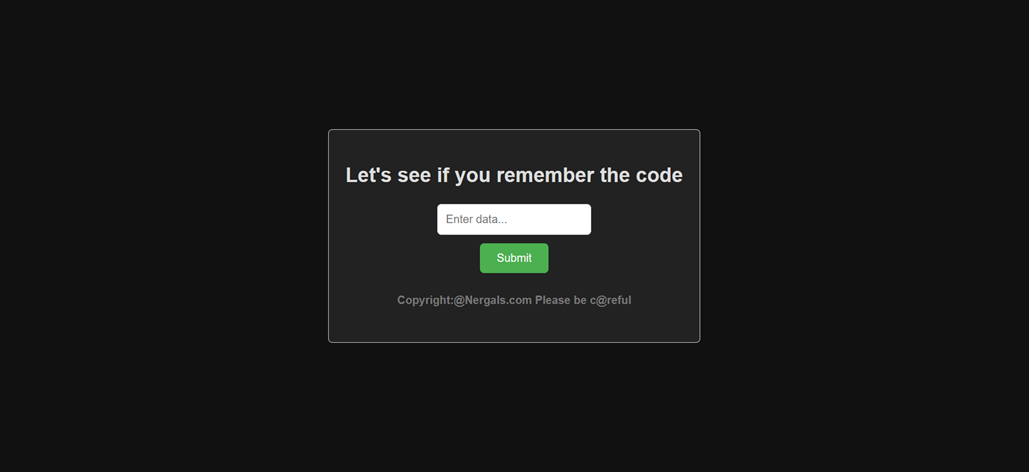 Let's see if you remember the code
Enter data...
Submit
Copyright:@Nergals.com Please be c@reful